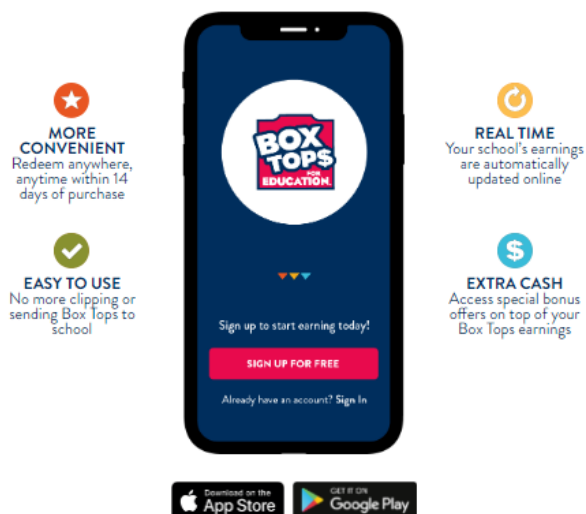 MORE
CONVENIENT
Redeem anywhere,
anytime within 14
days of purchase
EASY TO USE
No more clipping or
sending Box Tops to
school
BOX
TOP$
FOR
EDUCATION.
Sign up to start earning today!
SIGN UP FOR FREE
Already have an account? Sign In
REAL TIME
Your school's earnings
are automatically
updated online
$
EXTRA CASH
Access special bonus
offers on top of your
Box Tops earnings
Download on the
App Store
GET IT ON
Google Play